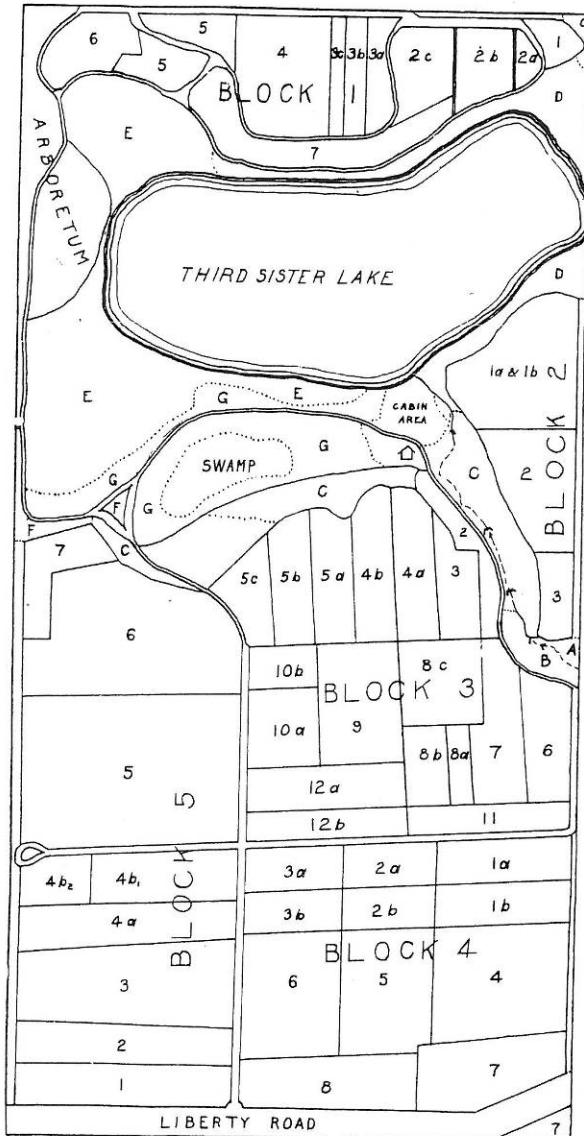 6 5 5 4 3c 3b 3a 2c 2b 2a 1
BLOCK 1
D
E
7
ARBORETUM
THIRD SISTER LAKE
D
1a & 1b
E G E
CABIN AREA
BLOCK 2
SWAMP
G
C
C
2
G
F
F
C
7
2
3
5c 5b 5a 4b 4a 3
6
B A
10b 8c
BLOCK 3
10a 9
8b 8a 7 6
5
12a
12b 11
BLOCK 5
4b₂ 4b₁
3a 2a 1a
4a
3b 2b 1b
BLOCK 4
3
6 5 4
2
7
1
8
LIBERTY ROAD
7